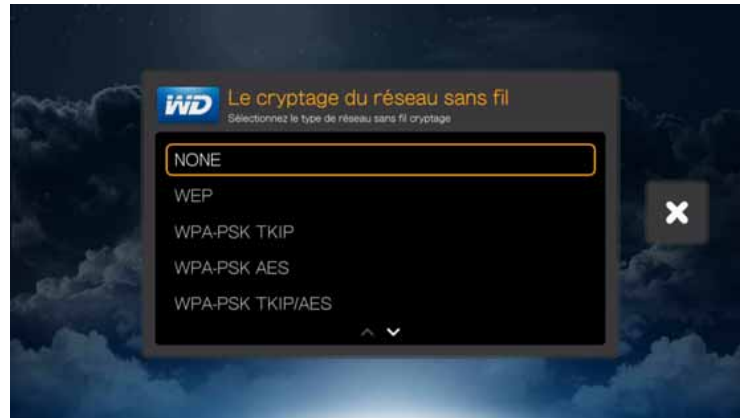 WD
Le cryptage du réseau sans fil
Sélectionnez le type de réseau sans fil cryptage
NONE
WEP
WPA-PSK TKIP
WPA-PSK AES
WPA-PSK TKIP/AES